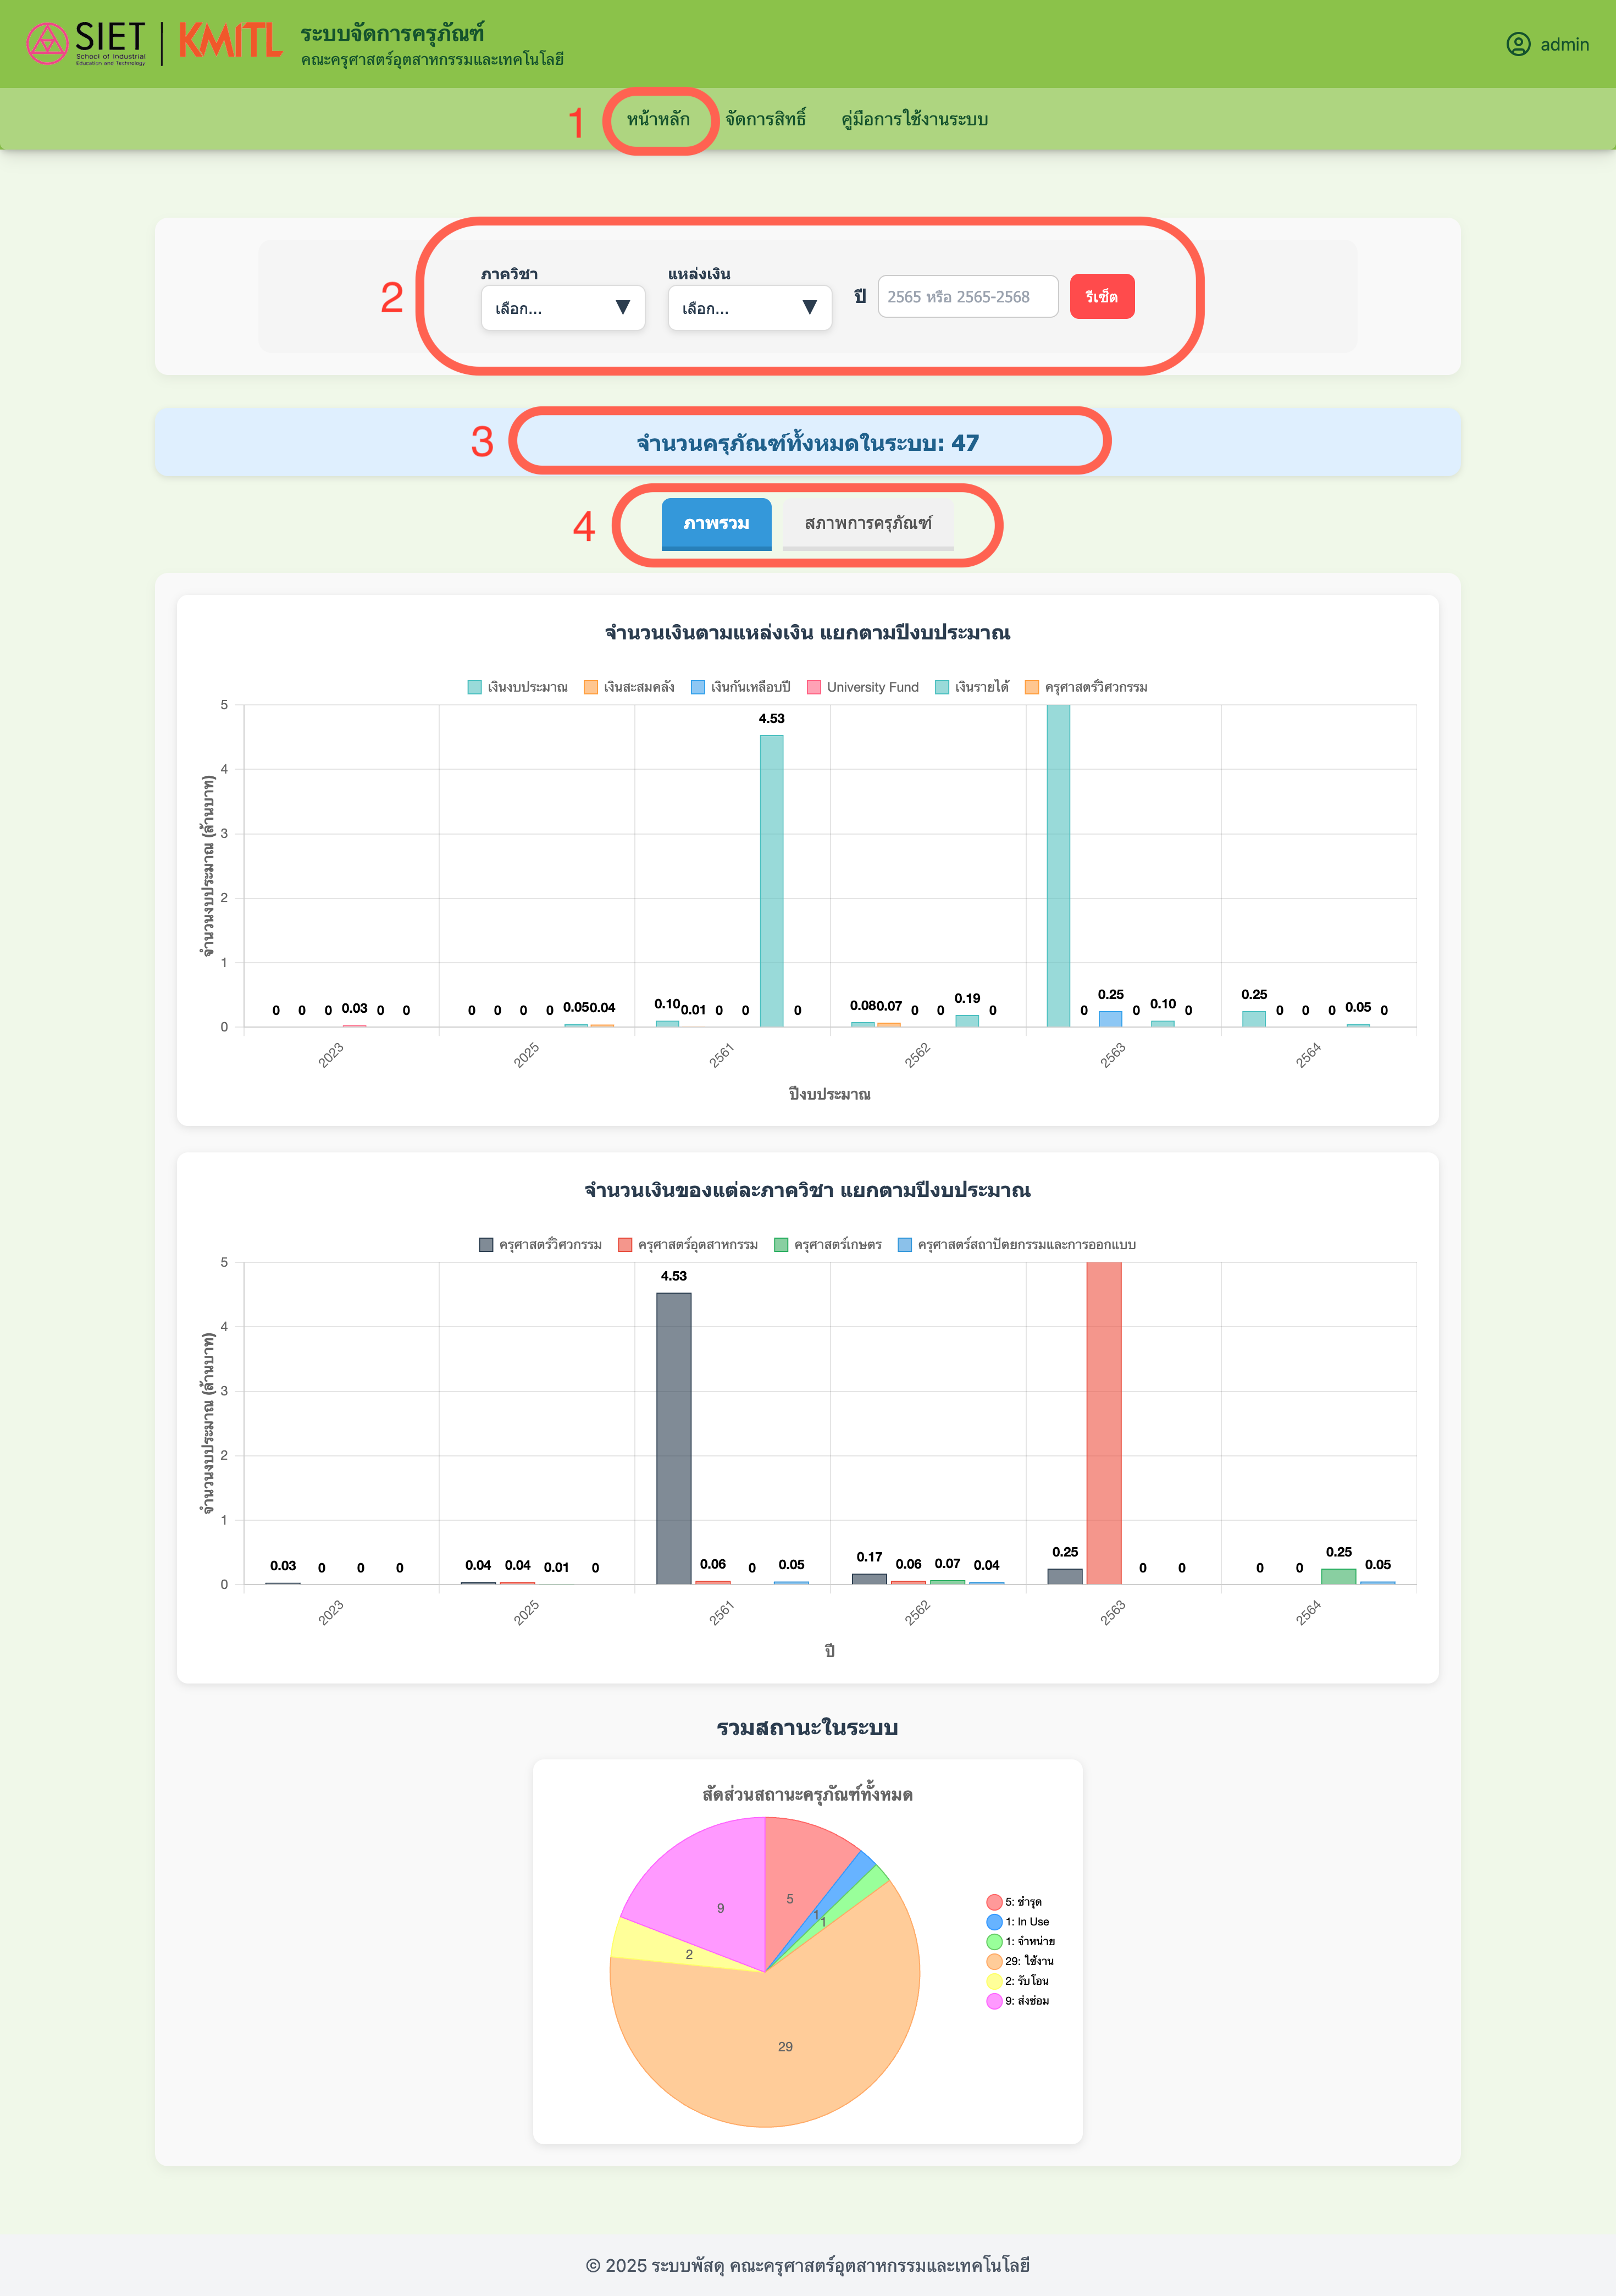 SIET
School of Industrial
Education and Technology
KMITL
ระบบจัดการครุภัณฑ์
คณะครุศาสตร์อุตสาหกรรมและเทคโนโลยี
admin
1
หน้าหลัก จัดการสิทธิ์ คู่มือการใช้งานระบบ
2
ภาควิชา แหล่งเงิน
เลือก... ▼ เลือก... ▼ ปี 2565 หรือ 2565-2568 รีเซ็ต
3
จำนวนครุภัณฑ์ทั้งหมดในระบบ: 47
4
ภาพรวม สภาพการครุภัณฑ์
จำนวนเงินตามแหล่งเงิน แยกตามปีงบประมาณ
เงินงบประมาณ เงินสะสมคลัง เงินกันเหลือบปี University Fund เงินรายได้ ครุศาสตร์วิศวกรรม
จำนวนงบประมาณ (ล้านบาท)
5
4
3
2
1
0
0 0 0 0.03 0 0
0 0 0 0 0.05 0.04
0.10 0.01 0 0 4.53 0
0.08 0.07 0 0 0.19 0
0 0.25 0 0.10 0
0.25 0 0 0 0.05 0
2023 2025 2561 2562 2563 2564
ปีงบประมาณ
จำนวนเงินของแต่ละภาควิชา แยกตามปีงบประมาณ
ครุศาสตร์วิศวกรรม ครุศาสตร์อุตสาหกรรม ครุศาสตร์เกษตร ครุศาสตร์สถาปัตยกรรมและการออกแบบ
จำนวนงบประมาณ (ล้านบาท)
5
4
3
2
1
0
0.03 0 0 0
0.04 0.04 0.01 0
4.53 0.06 0 0.05
0.17 0.06 0.07 0.04
0.25 0 0
0 0 0.25 0.05
2023 2025 2561 2562 2563 2564
ปี
รวมสถานะในระบบ
สัดส่วนสถานะครุภัณฑ์ทั้งหมด
5
1
1
29
2
9
5: ชำรุด
1: In Use
1: จำหน่าย
29: ใช้งาน
2: รับโอน
9: ส่งซ่อม
© 2025 ระบบพัสดุ คณะครุศาสตร์อุตสาหกรรมและเทคโนโลยี